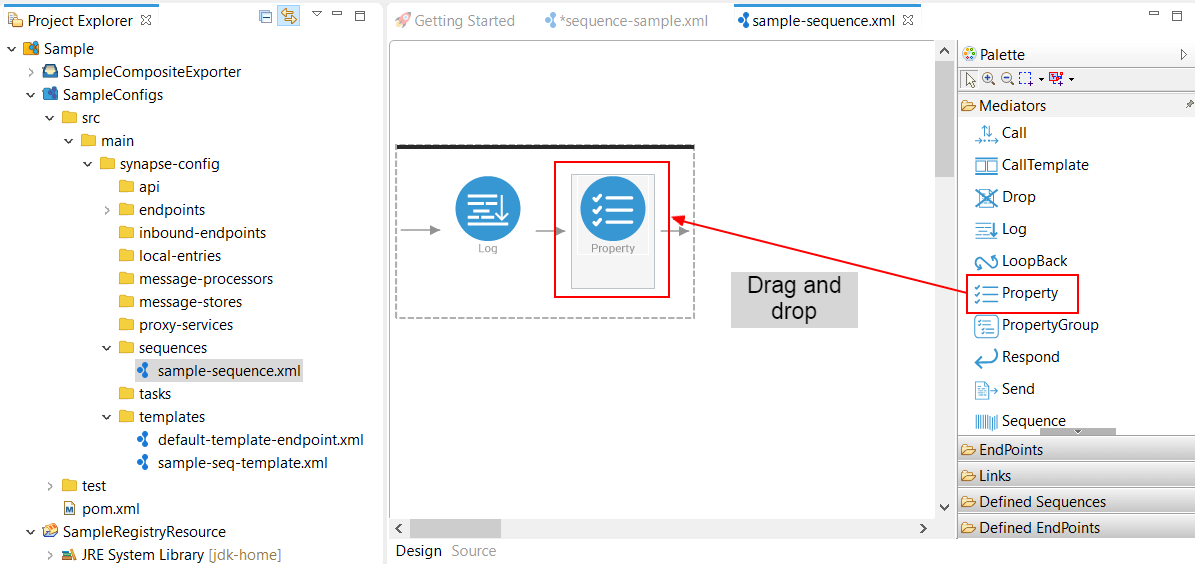 Project Explorer
Sample
SampleCompositeExporter
SampleConfigs
src
main
synapse-config
api
endpoints
inbound-endpoints
local-entries
message-processors
message-stores
proxy-services
sequences
sample-sequence.xml
tasks
templates
default-template-endpoint.xml
sample-seq-template.xml
test
pom.xml
SampleRegistryResource
JRE System Library [jdk-home]
Getting Started
*sequence-sample.xml
sample-sequence.xml
Log
Property
Drag and
drop
Design Source
Palette
Mediators
Call
CallTemplate
Drop
Log
LoopBack
Property
PropertyGroup
Respond
Send
Sequence
EndPoints
Links
Defined Sequences
Defined EndPoints